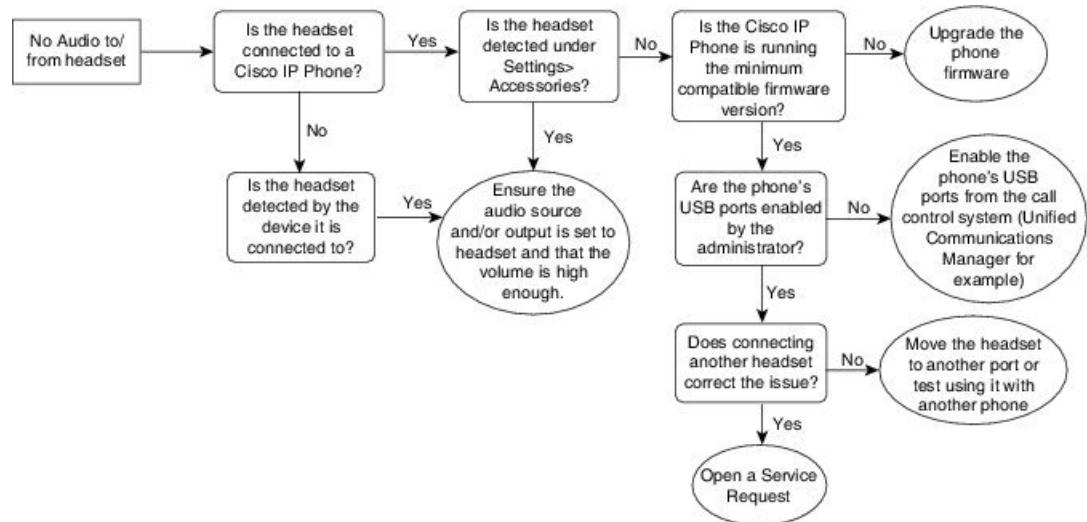 No Audio to/
from headset
Is the headset
connected to a
Cisco IP Phone?
Yes
Is the headset
detected under
Settings>
Accessories?
No
Is the Cisco IP
Phone is running
the minimum
compatible firmware
version?
No
Upgrade the
phone
firmware
No
Yes
Yes
Is the headset
detected by the
device it is
connected to?
Yes
Ensure the
audio source
and/or output is set to
headset and that the
volume is high
enough.
Are the phone's
USB ports enabled
by the
administrator?
No
Enable the
phone's USB
ports from the call
control system (Unified
Communications
Manager for
example)
Yes
Does connecting
another headset
correct the issue?
No
Move the headset
to another port or
test using it with
another phone
Yes
Open a Service
Request